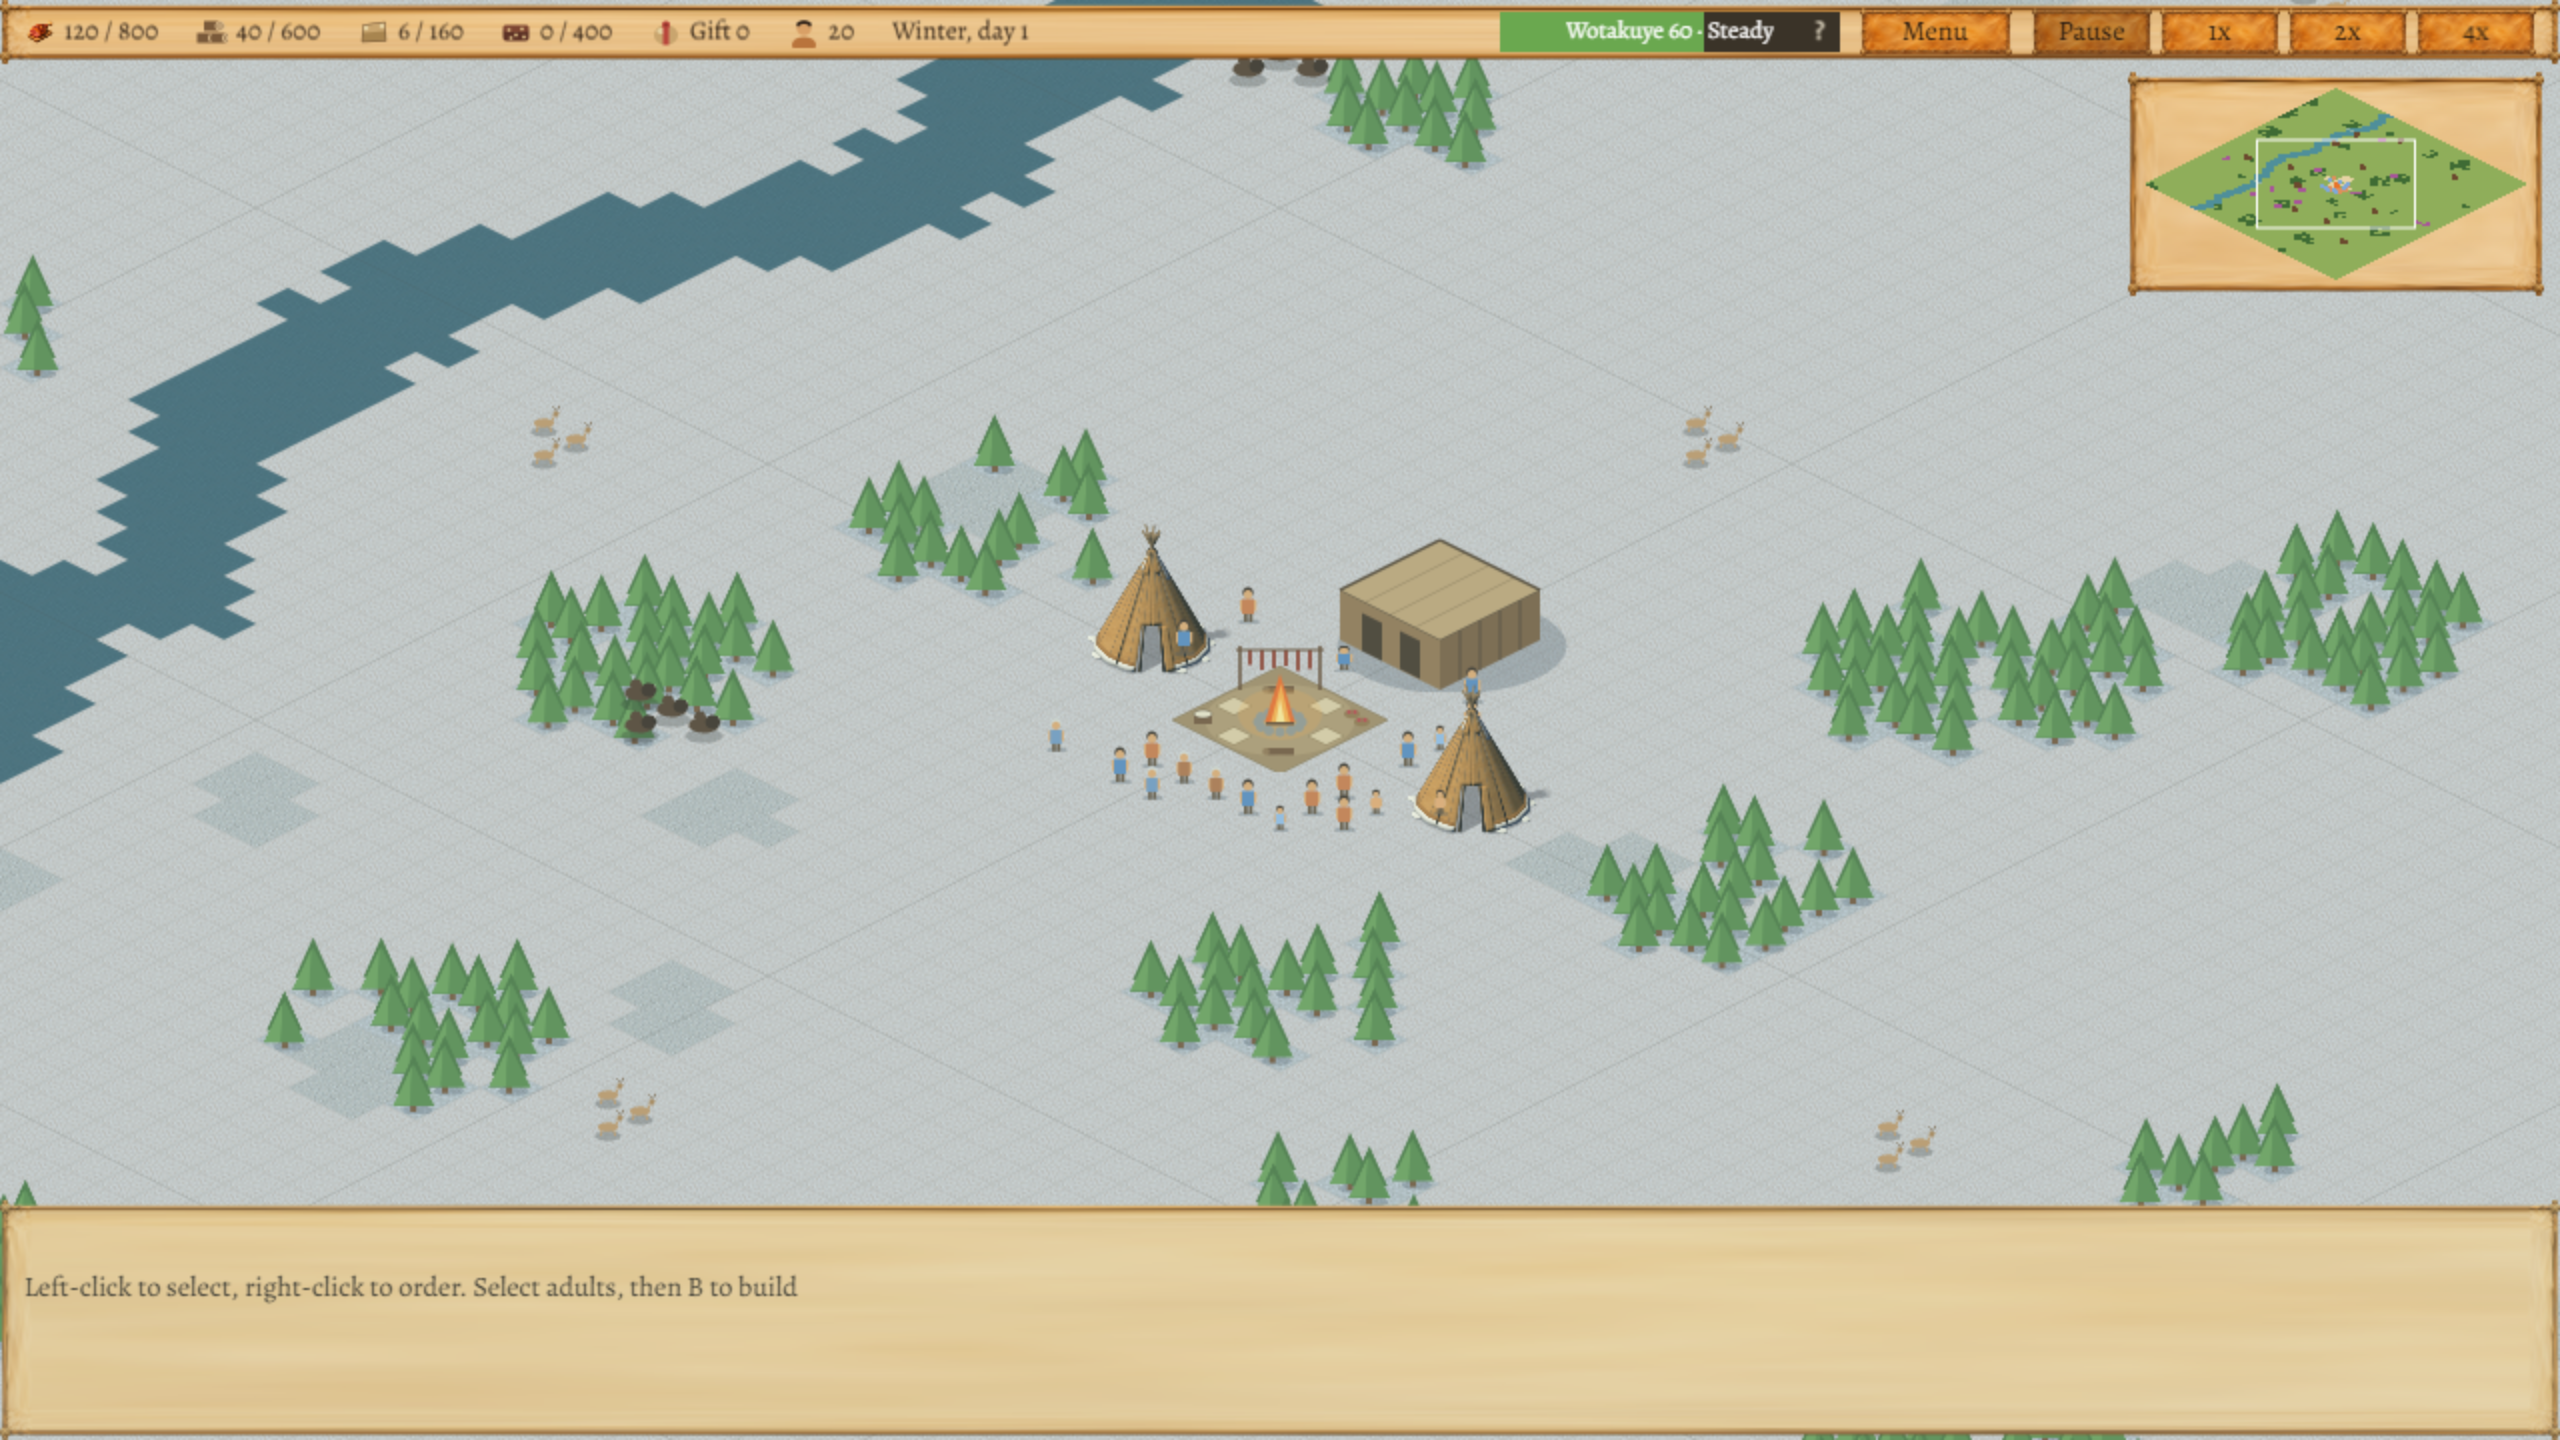 120 / 800 40 / 600 6 / 160 0 / 400 Gift 0 20 Winter, day 1 Wotakuye 60 · Steady ? Menu Pause 1x 2x 4x
Left-click to select, right-click to order. Select adults, then B to build